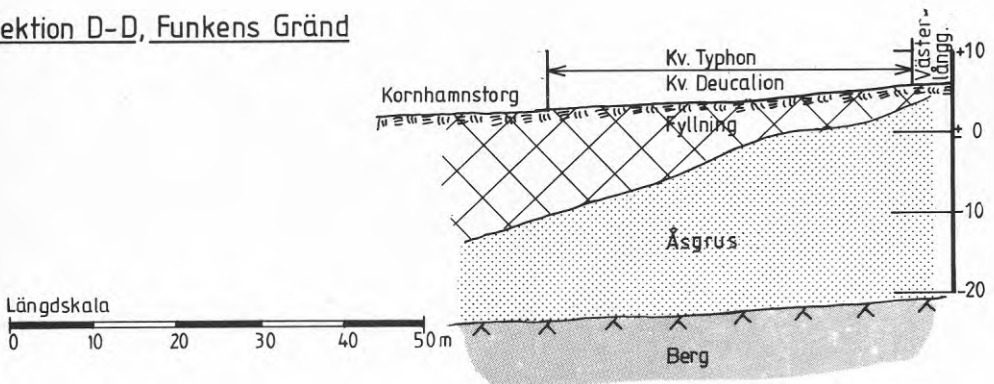 ektion D-D, Funkens Gränd
Kv. Typhon
Kv. Deucalion
Väster-
långg.
+10
Kornhamnstorg
Fyllning
± 0
-10
Åsgrus
-20
Längdskala
0 10 20 30 40 50 m
Berg